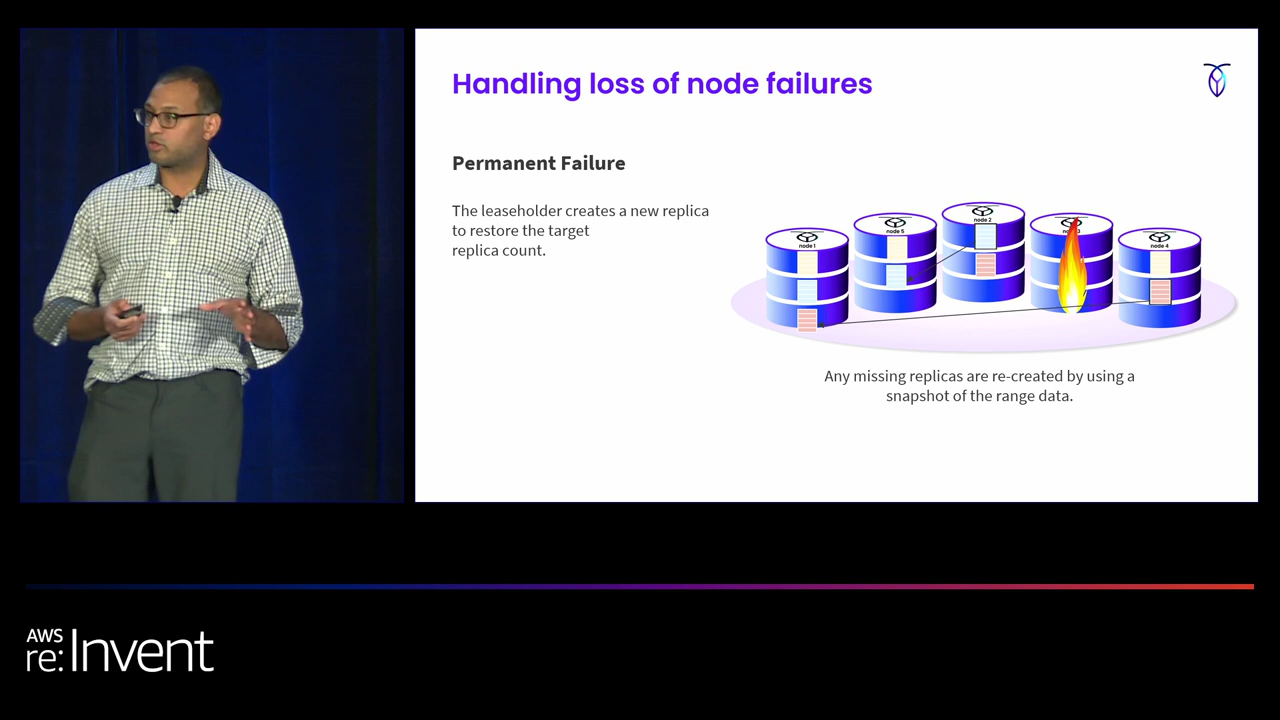 Handling loss of node failures
Permanent Failure
The leaseholder creates a new replica
to restore the target
replica count.
node 1
node 5
node 2
3
node 4
Any missing replicas are re-created by using a
snapshot of the range data.
AWS
re:Invent